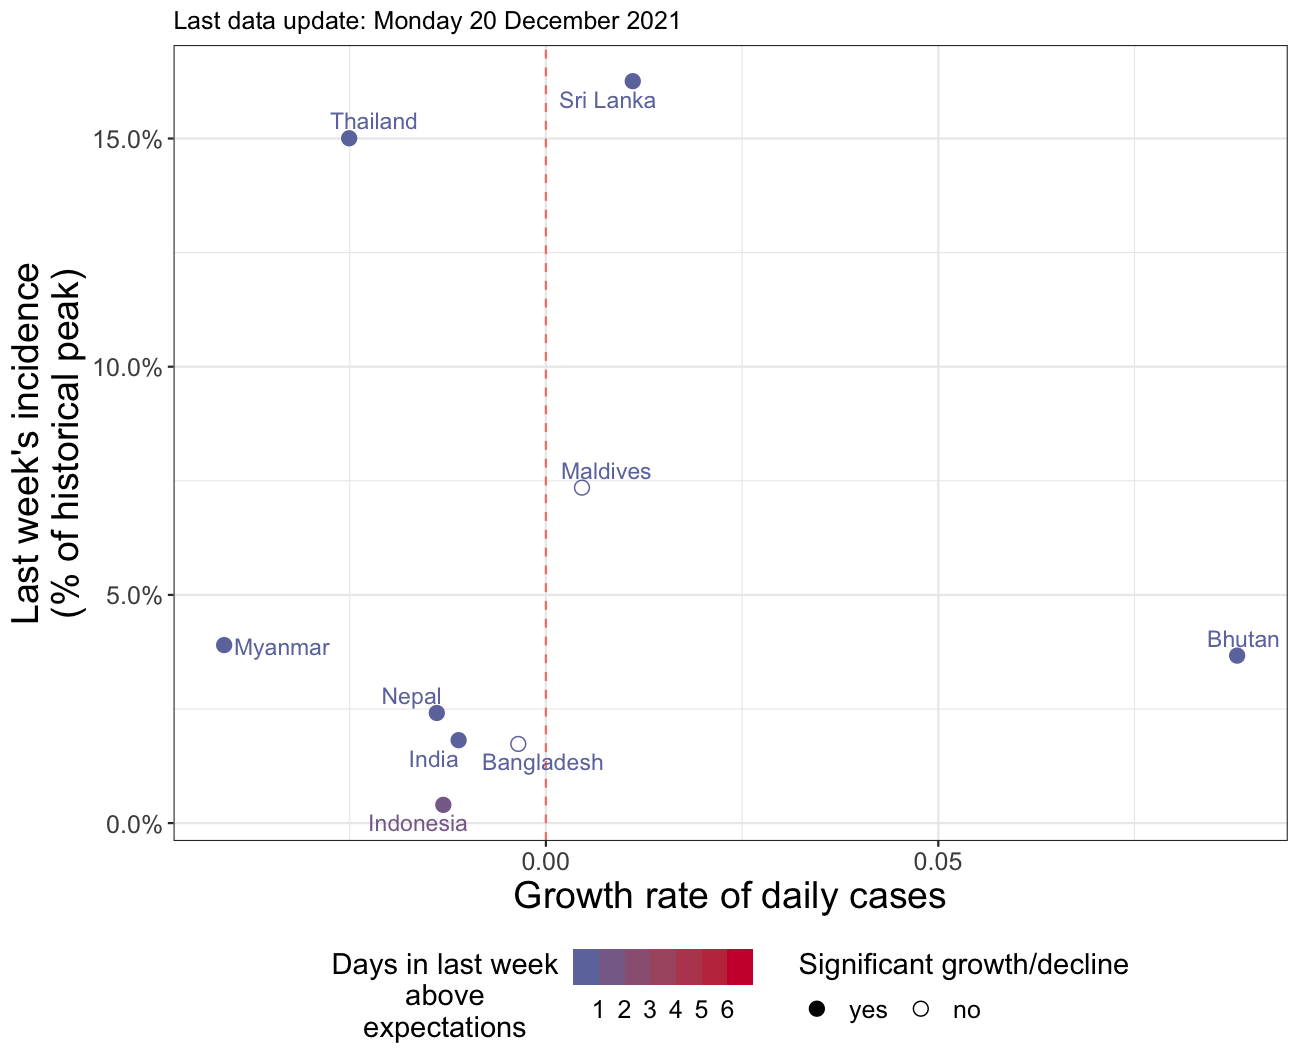 Last data update: Monday 20 December 2021
Sri Lanka
Thailand
15.0%
10.0%
Maldives
5.0%
Bhutan
Myanmar
Nepal
India
Bangladesh
Indonesia
0.0%
Last week's incidence
(% of historical peak)
0.00
0.05
Growth rate of daily cases
Days in last week
above
expectations
1 2 3 4 5 6
Significant growth/decline
yes no